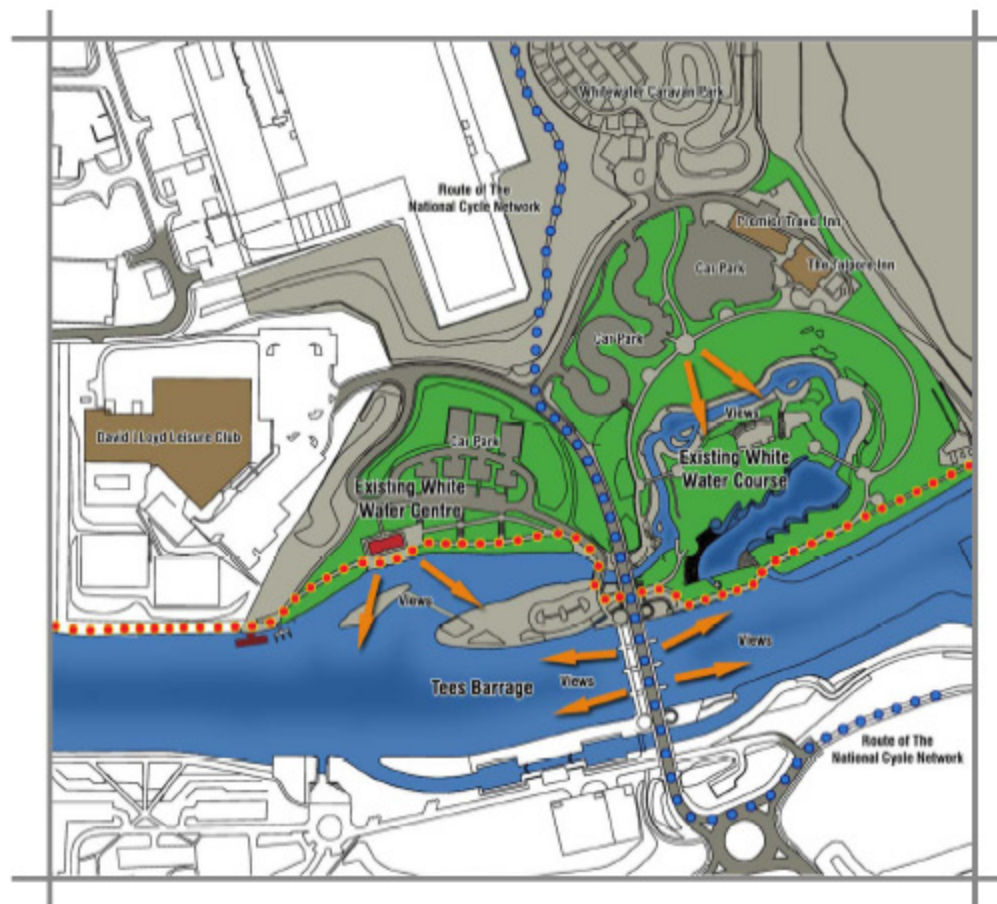 Whitewater Caravan Park
Route of The
National Cycle Network
Premier Travel Inn
The Talpore Inn
Car Park
Car Park
Views
David J Loyd Leisure Club
Car Park
Existing White
Water Course
Existing White
Water Centre
Views
Views
Views
Tees Barrage
Route of The
National Cycle Network